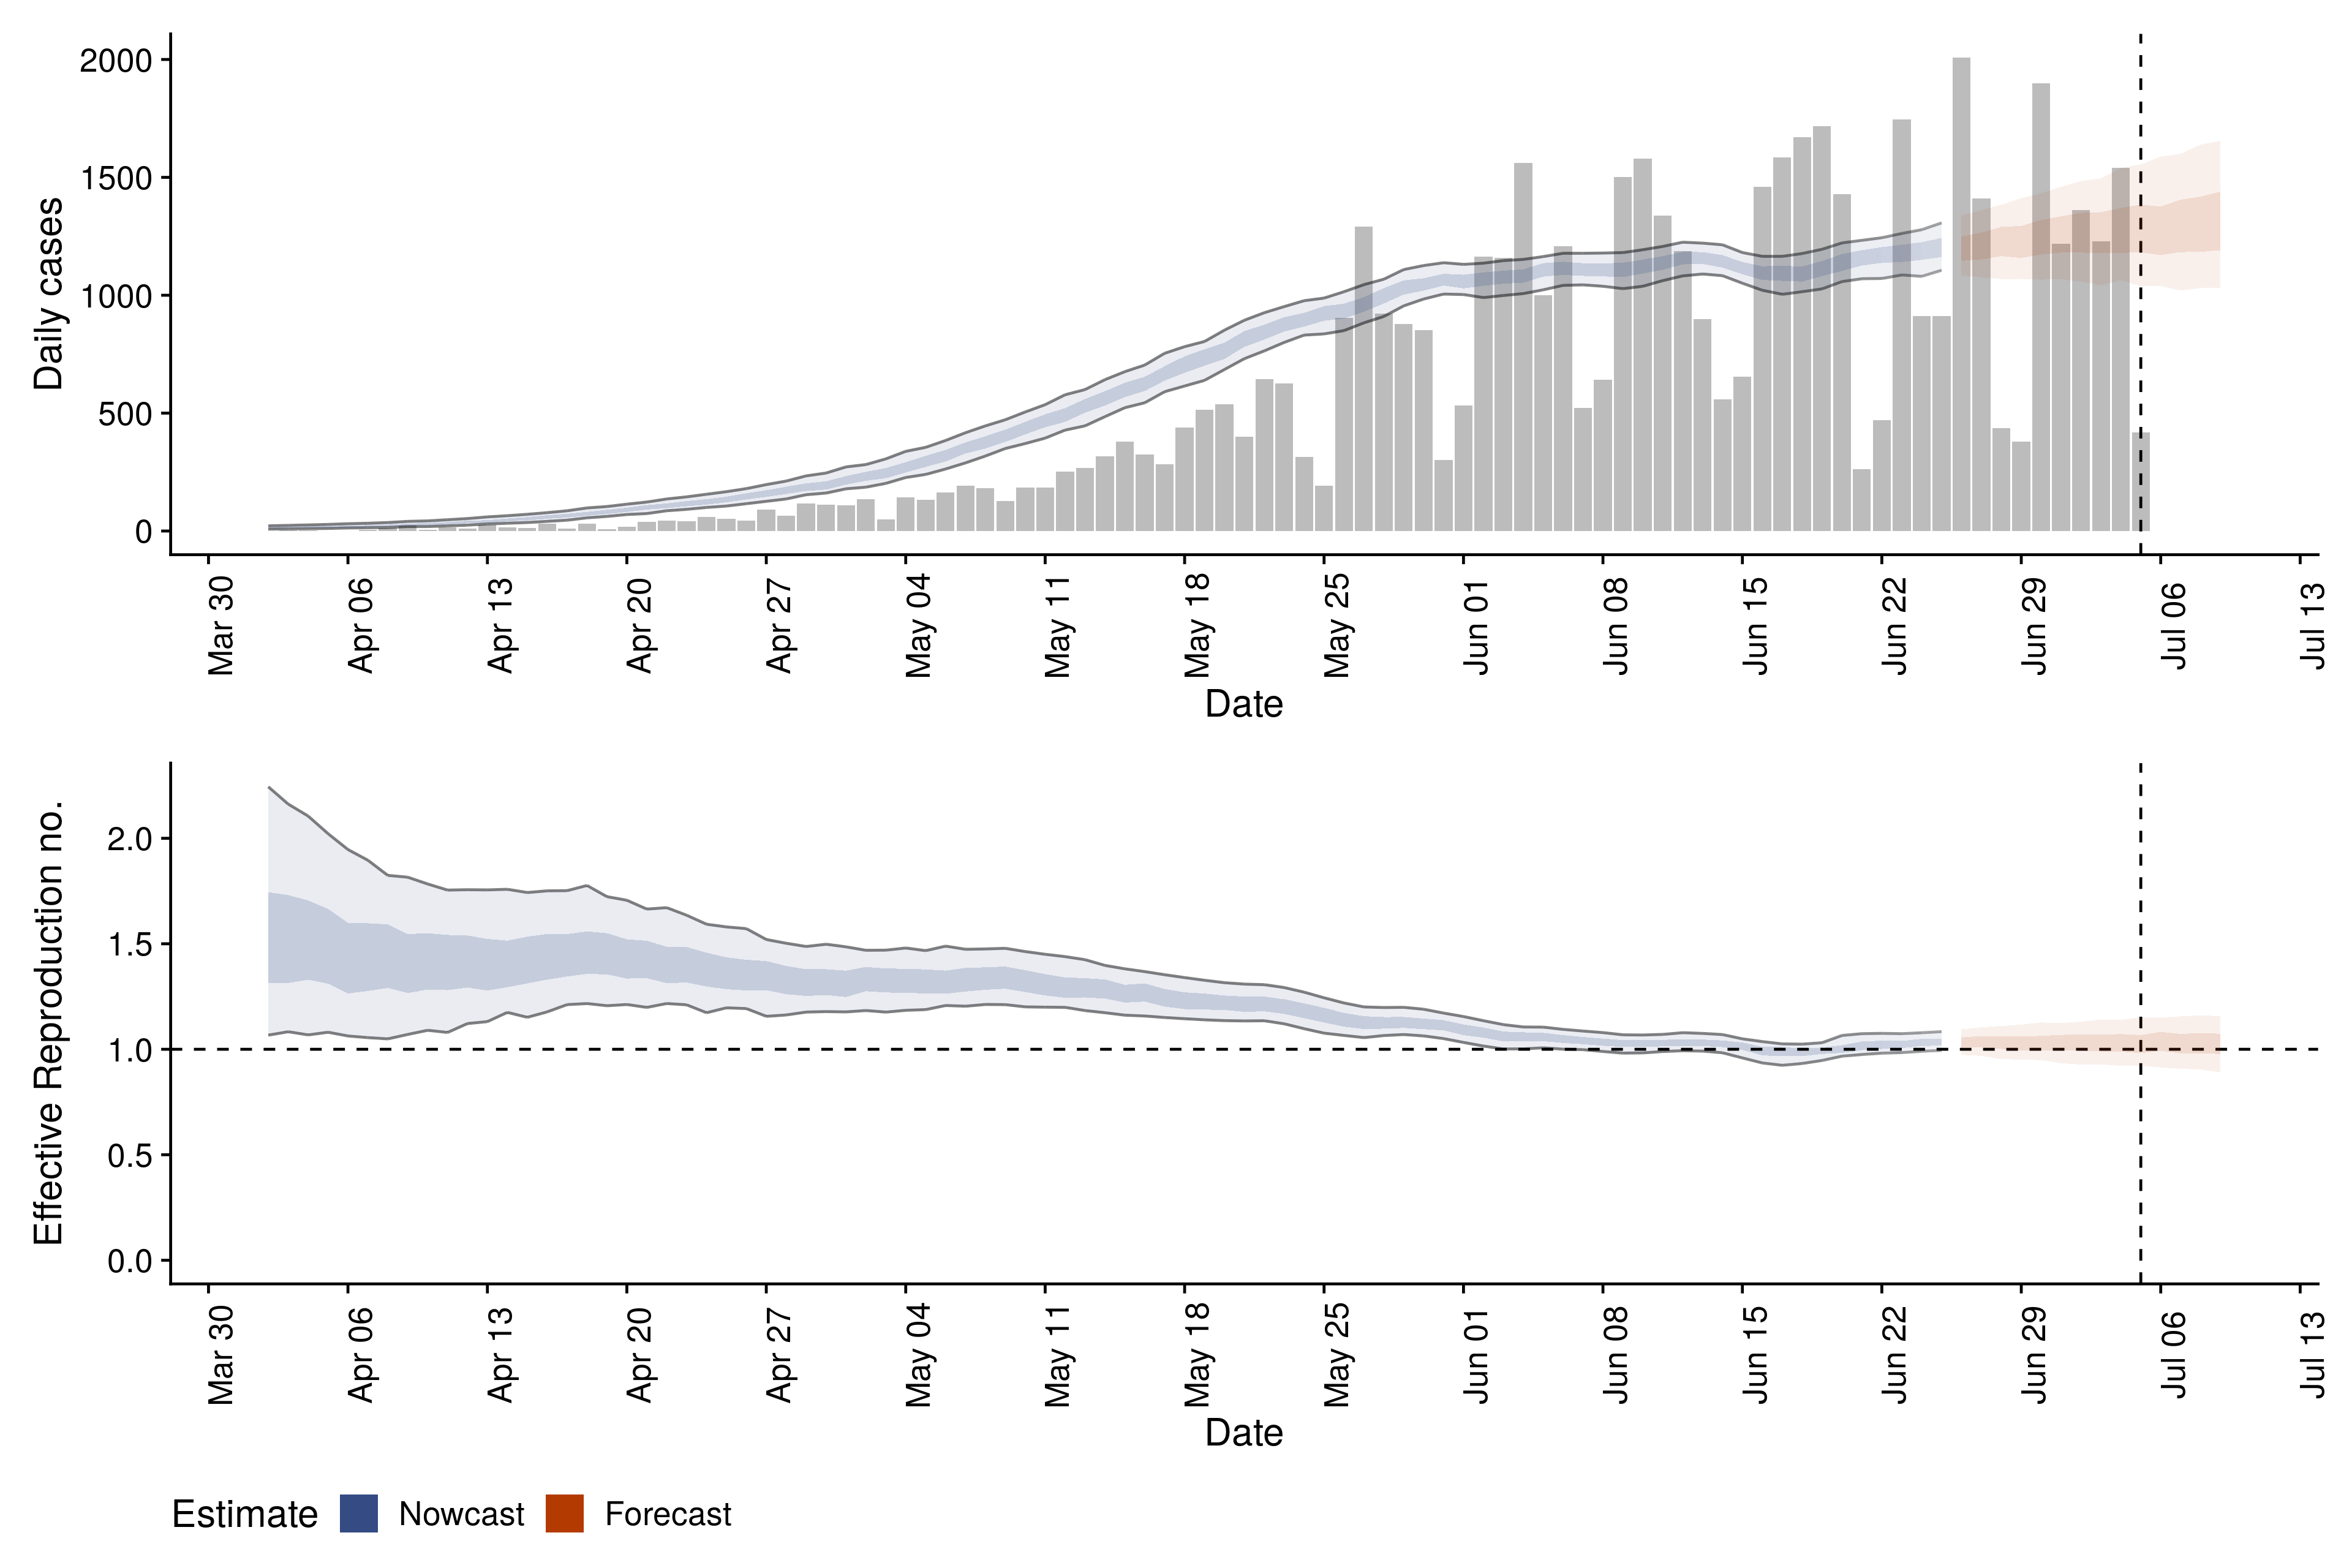 Daily cases
2000
1500
1000
500
0
Mar 30 Apr 06 Apr 13 Apr 20 Apr 27 May 04 May 11 May 18 May 25 Jun 01 Jun 08 Jun 15 Jun 22 Jun 29 Jul 06 Jul 13
Date
Effective Reproduction no.
2.0
1.5
1.0
0.5
0.0
Mar 30 Apr 06 Apr 13 Apr 20 Apr 27 May 04 May 11 May 18 May 25 Jun 01 Jun 08 Jun 15 Jun 22 Jun 29 Jul 06 Jul 13
Date
Estimate Nowcast Forecast